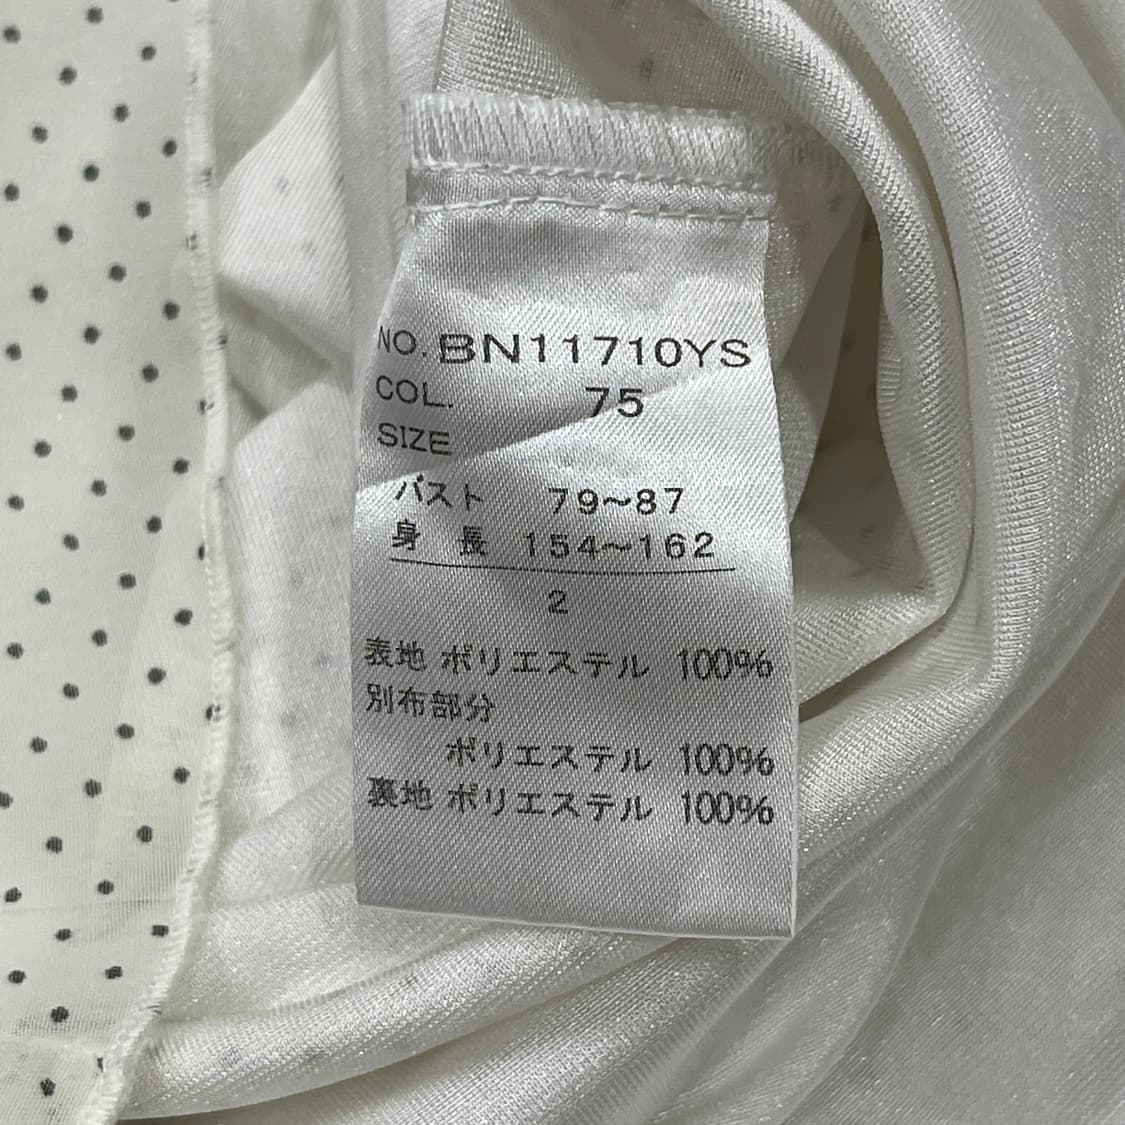 NO. BN11710YS
COL. 75
SIZE
バスト 79〜87
身 長 154〜162
2
表地 ポリエステル 100%
別布部分
ポリエステル 100%
裏地 ポリエステル 100%